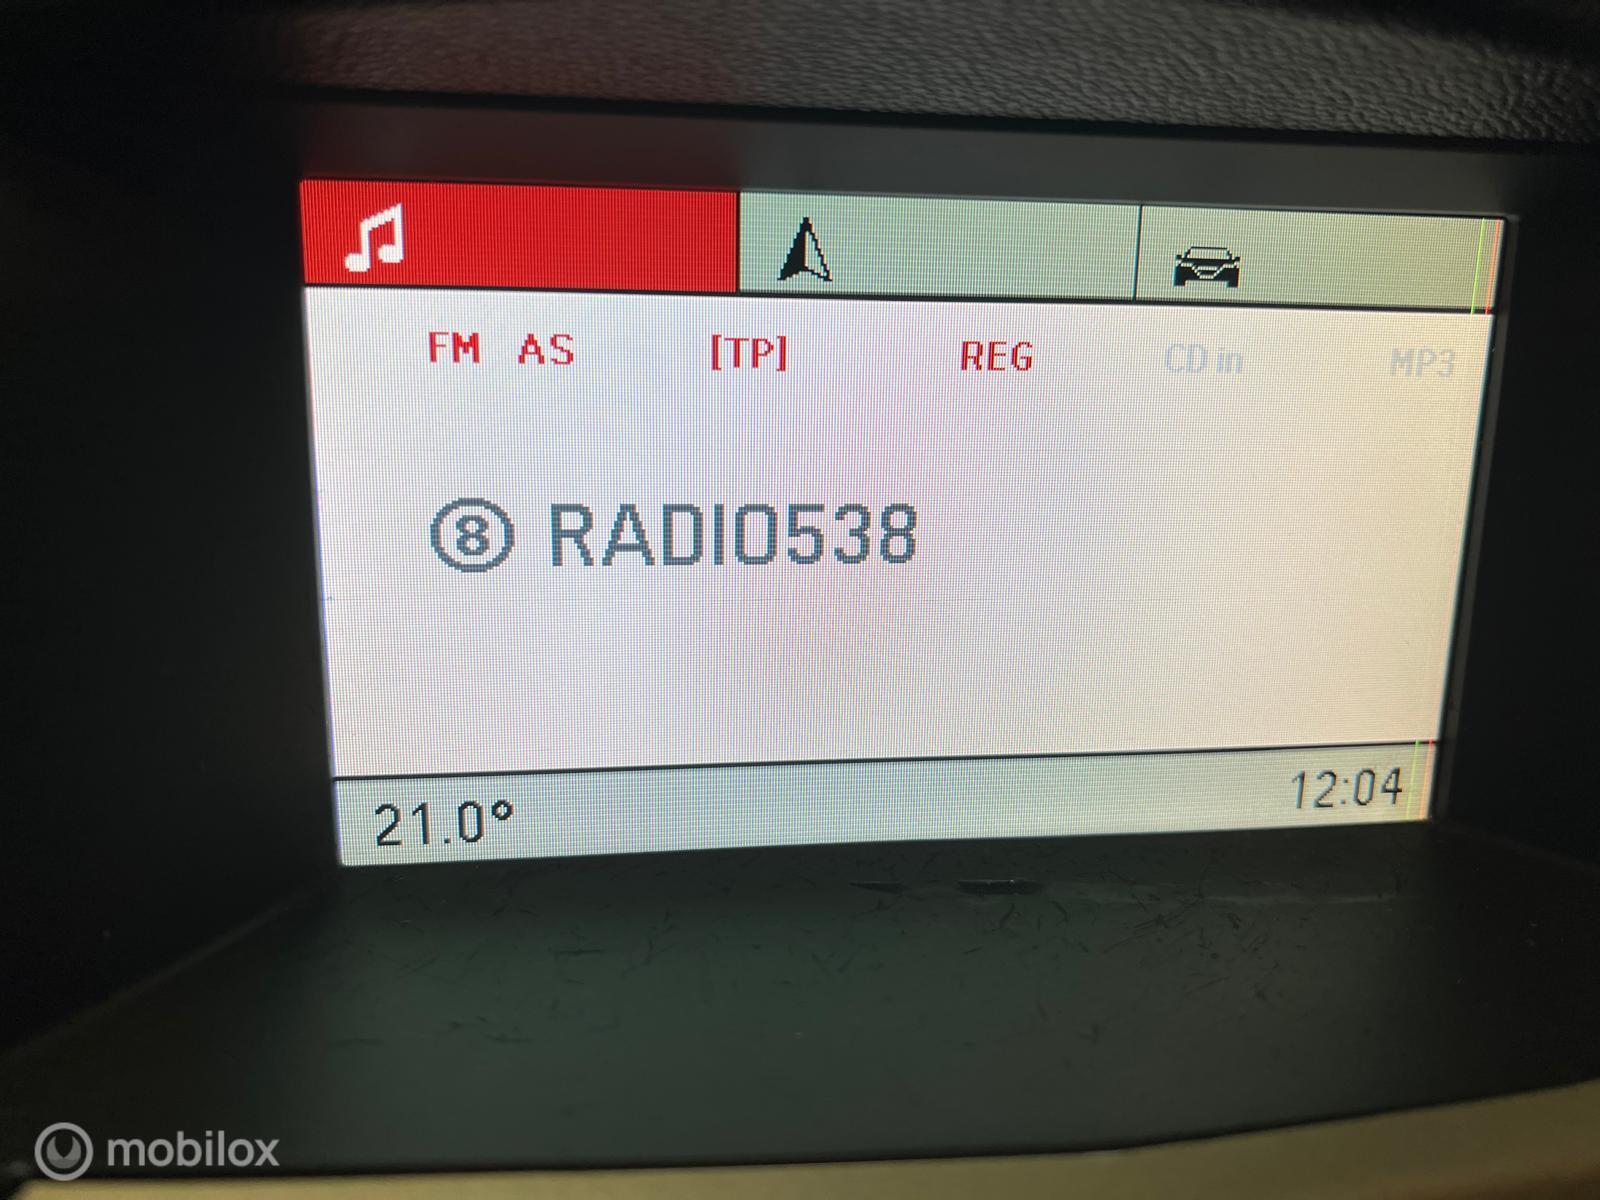 FM AS [TP] REG CD in MP3
8 RADIO538
21.0° 12:04
mobilox